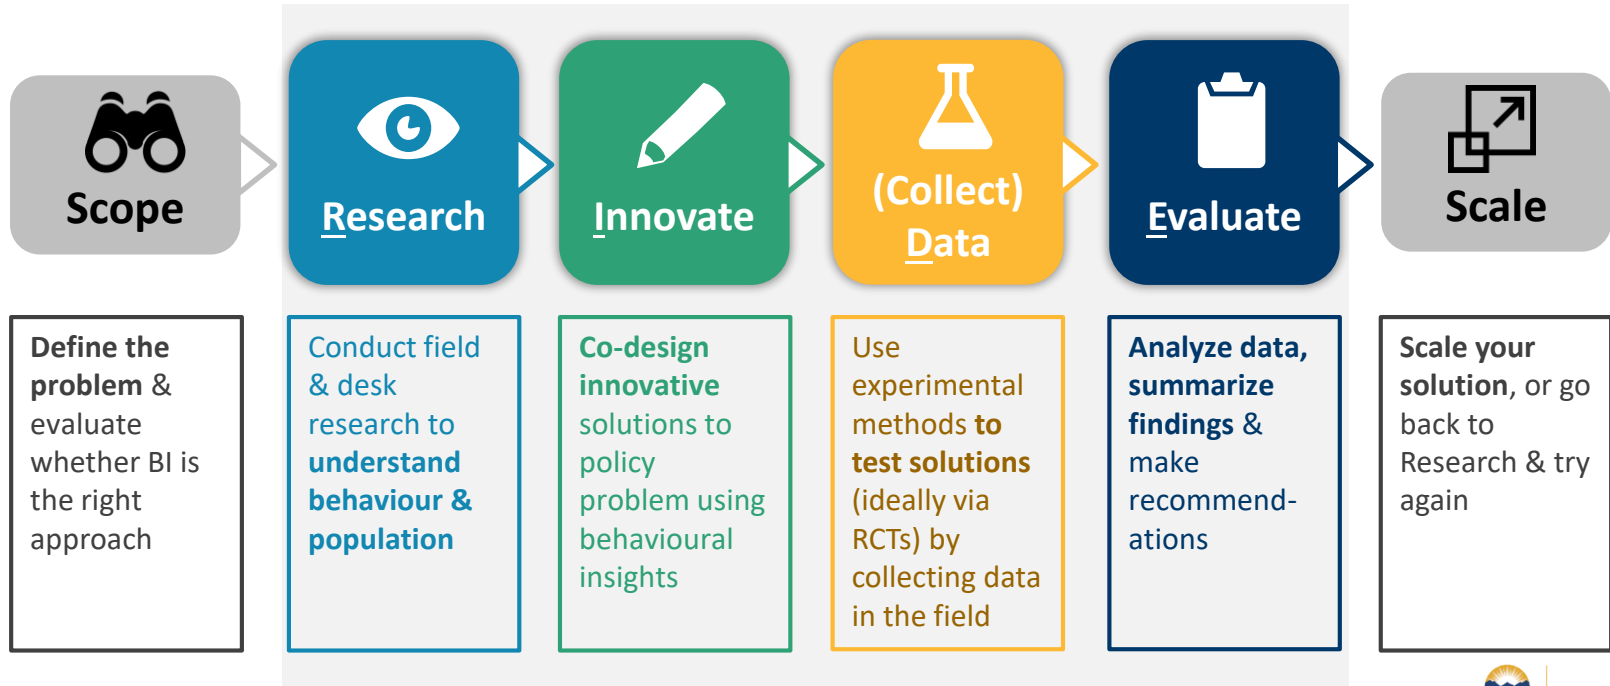 Scope
Research
Innovate
(Collect)
Data
Evaluate
Scale
Define the
problem &
evaluate
whether BI is
the right
approach
Conduct field
& desk
research to
understand
behaviour &
population
Co-design
innovative
solutions to
policy
problem using
behavioural
insights
Use
experimental
methods to
test solutions
(ideally via
RCTs) by
collecting data
in the field
Analyze data,
summarize
findings &
make
recommend-
ations
Scale your
solution, or go
back to
Research & try
again